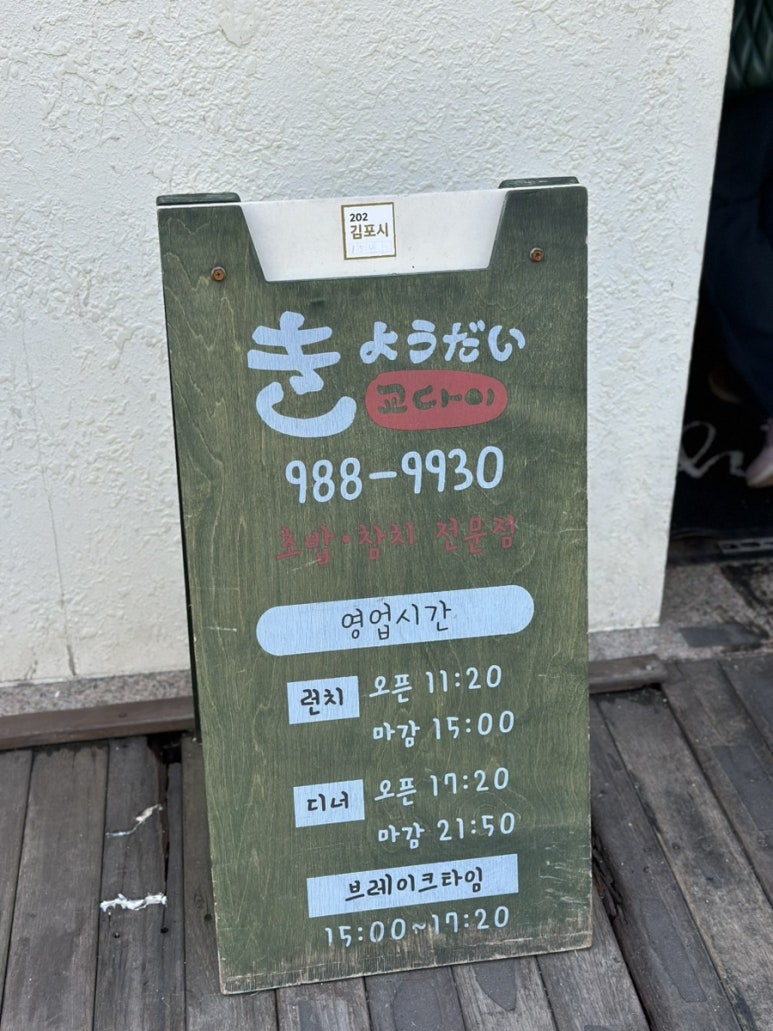 202
김포시
きようだい
교다이
988-9930
초밥·참치 전문점
영업시간
런치 오픈 11:20
마감 15:00
디너 오픈 17:20
마감 21:50
브레이크타임
15:00~17:20